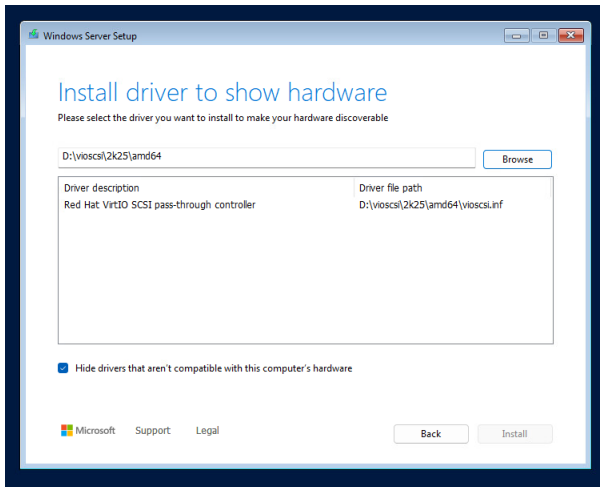 Windows Server Setup
Install driver to show hardware
Please select the driver you want to install to make your hardware discoverable
D:\vioscsi\2k25\amd64
Browse
Driver description Driver file path
Red Hat VirtIO SCSI pass-through controller D:\vioscsi\2k25\amd64\vioscsi.inf
Hide drivers that aren't compatible with this computer's hardware
Microsoft Support Legal
Back Install